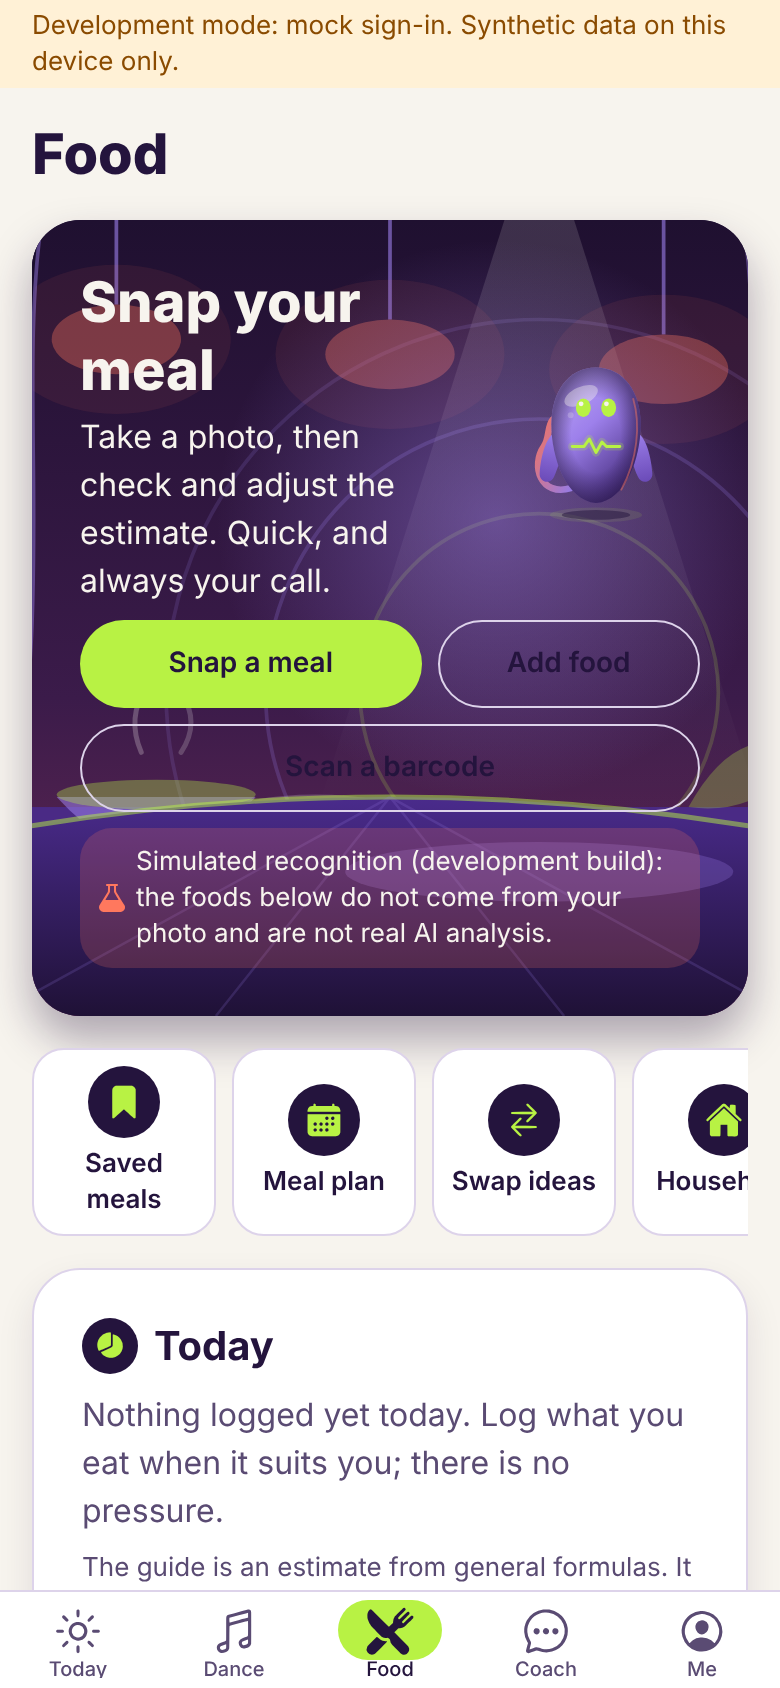 Development mode: mock sign-in. Synthetic data on this
device only.
Food
Snap your
meal
Take a photo, then
check and adjust the
estimate. Quick, and
always your call.
Snap a meal
Add food
Scan a barcode
Simulated recognition (development build):
the foods below do not come from your
photo and are not real AI analysis.
Saved
meals
Meal plan
Swap ideas
Househ
Today
Nothing logged yet today. Log what you
eat when it suits you; there is no
pressure.
The guide is an estimate from general formulas. It
Today
Dance
Food
Coach
Me